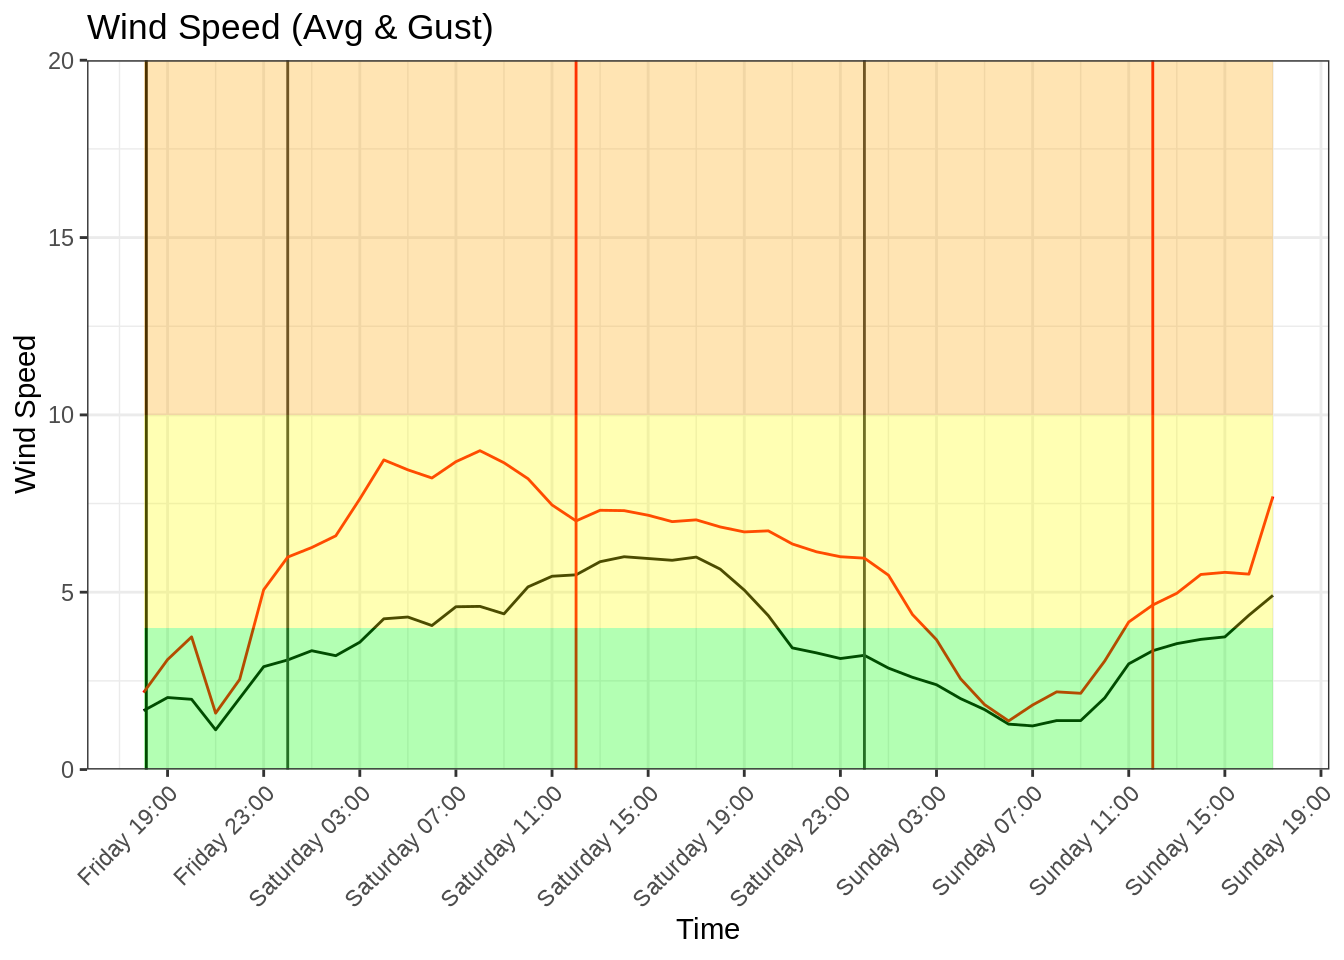 Wind Speed (Avg & Gust)
20
15
10
5
0
Wind Speed
Friday 19:00
Friday 23:00
Saturday 03:00
Saturday 07:00
Saturday 11:00
Saturday 15:00
Saturday 19:00
Saturday 23:00
Sunday 03:00
Sunday 07:00
Sunday 11:00
Sunday 15:00
Sunday 19:00
Time